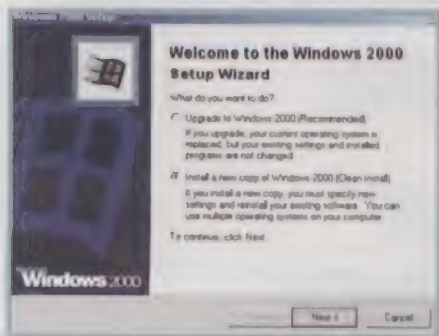 Windows 2000 Setup
Welcome to the Windows 2000
Setup Wizard
What do you want to do?
Upgrade to Windows 2000 (Recommended)
If you upgrade, your current operating system is
replaced, but your existing settings and installed
programs are not changed.
Install a new copy of Windows 2000 (Clean Install)
If you install a new copy, you must specify new
settings and reinstall your existing software. You can
use multiple operating systems on your computer.
To continue, click Next.
Windows 2000
Next >
Cancel